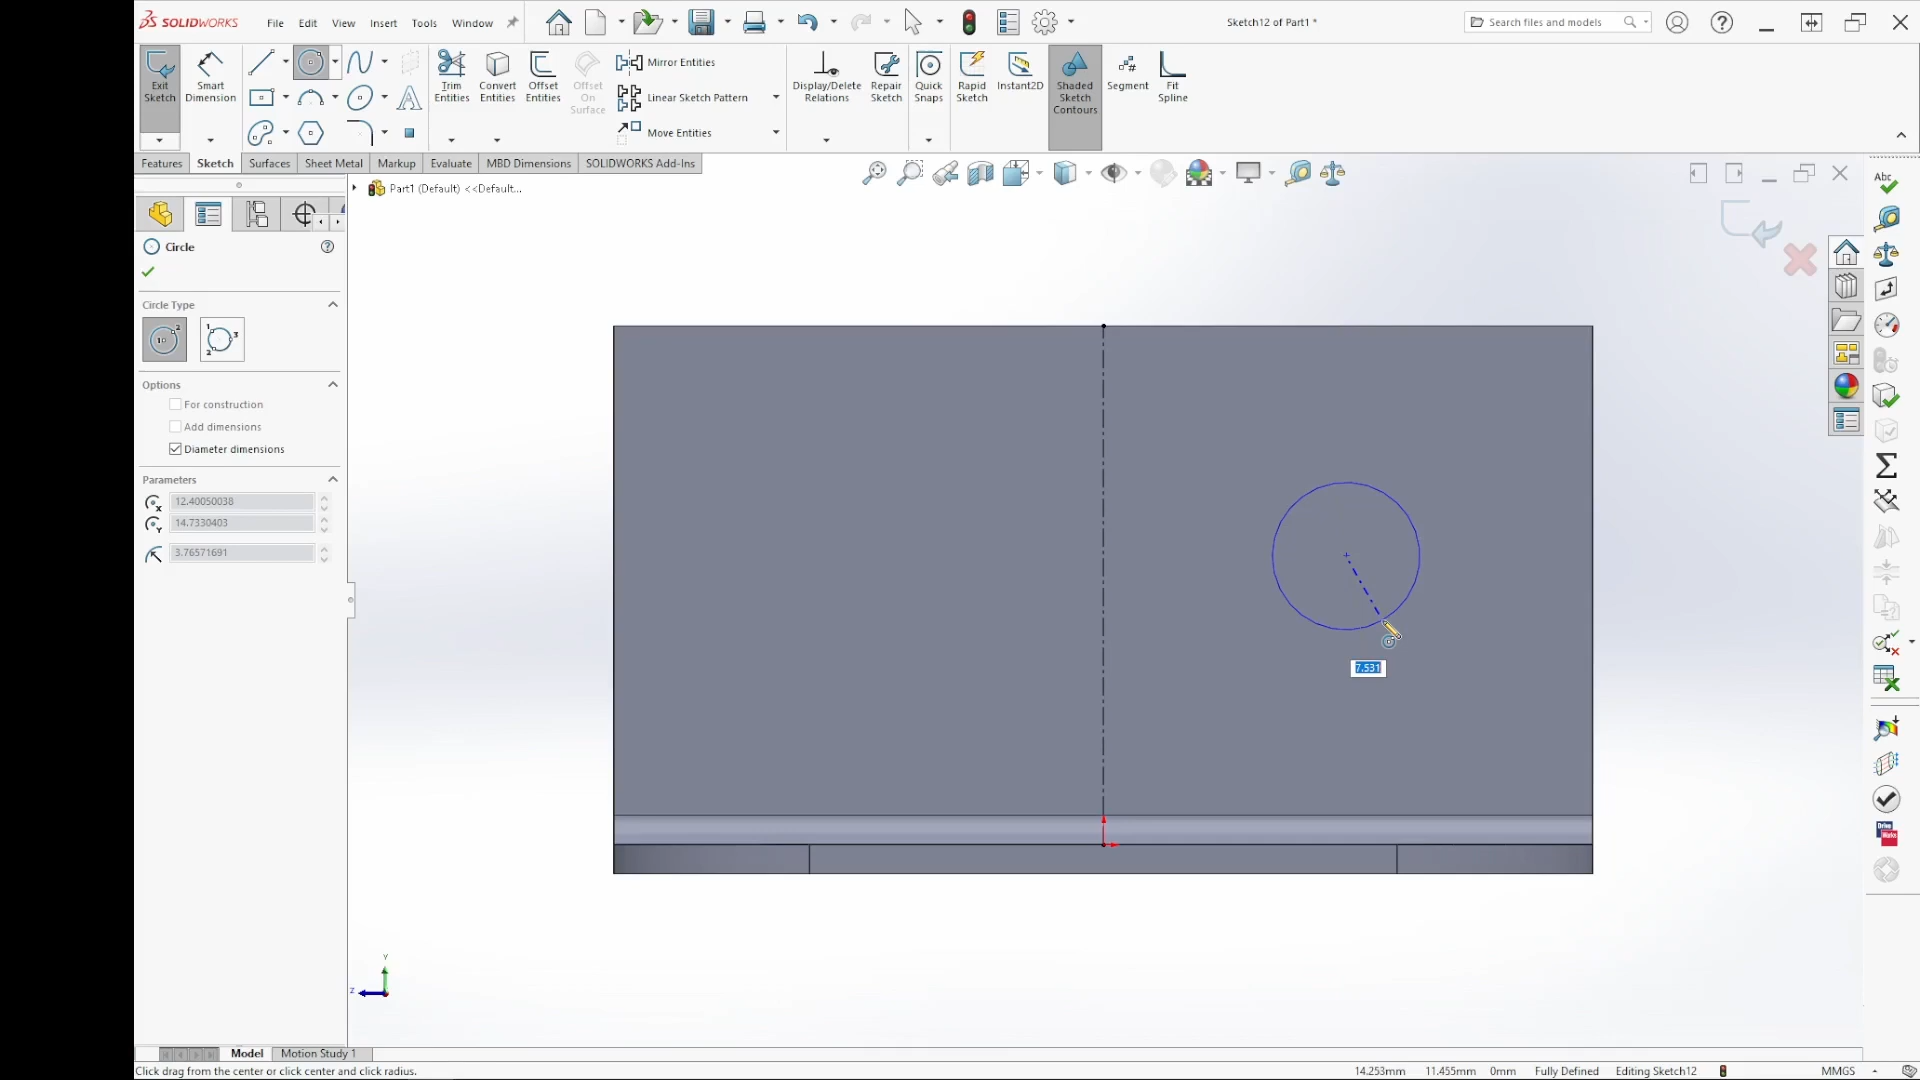 SOLIDWORKS File Edit View Insert Tools Window
Sketch12 of Part1 *
Search files and models
Exit Sketch
Smart Dimension
Trim Entities
Convert Entities
Offset Entities
Offset On Surface
Mirror Entities
Linear Sketch Pattern
Move Entities
Display/Delete Relations
Repair Sketch
Quick Snaps
Rapid Sketch
Instant2D
Shaded Sketch Contours
Segment
Fit Spline
Features Sketch Surfaces Sheet Metal Markup Evaluate MBD Dimensions SOLIDWORKS Add-Ins
Part1 (Default) <<Default...
Circle
Circle Type
Options
For construction
Add dimensions
Diameter dimensions
Parameters
12.40050038
14.7330403
3.76571691
7.531
Y
Z
Model Motion Study 1
Click drag from the center or click center and click radius.
14.253mm 11.455mm 0mm Fully Defined Editing Sketch12 MMGS